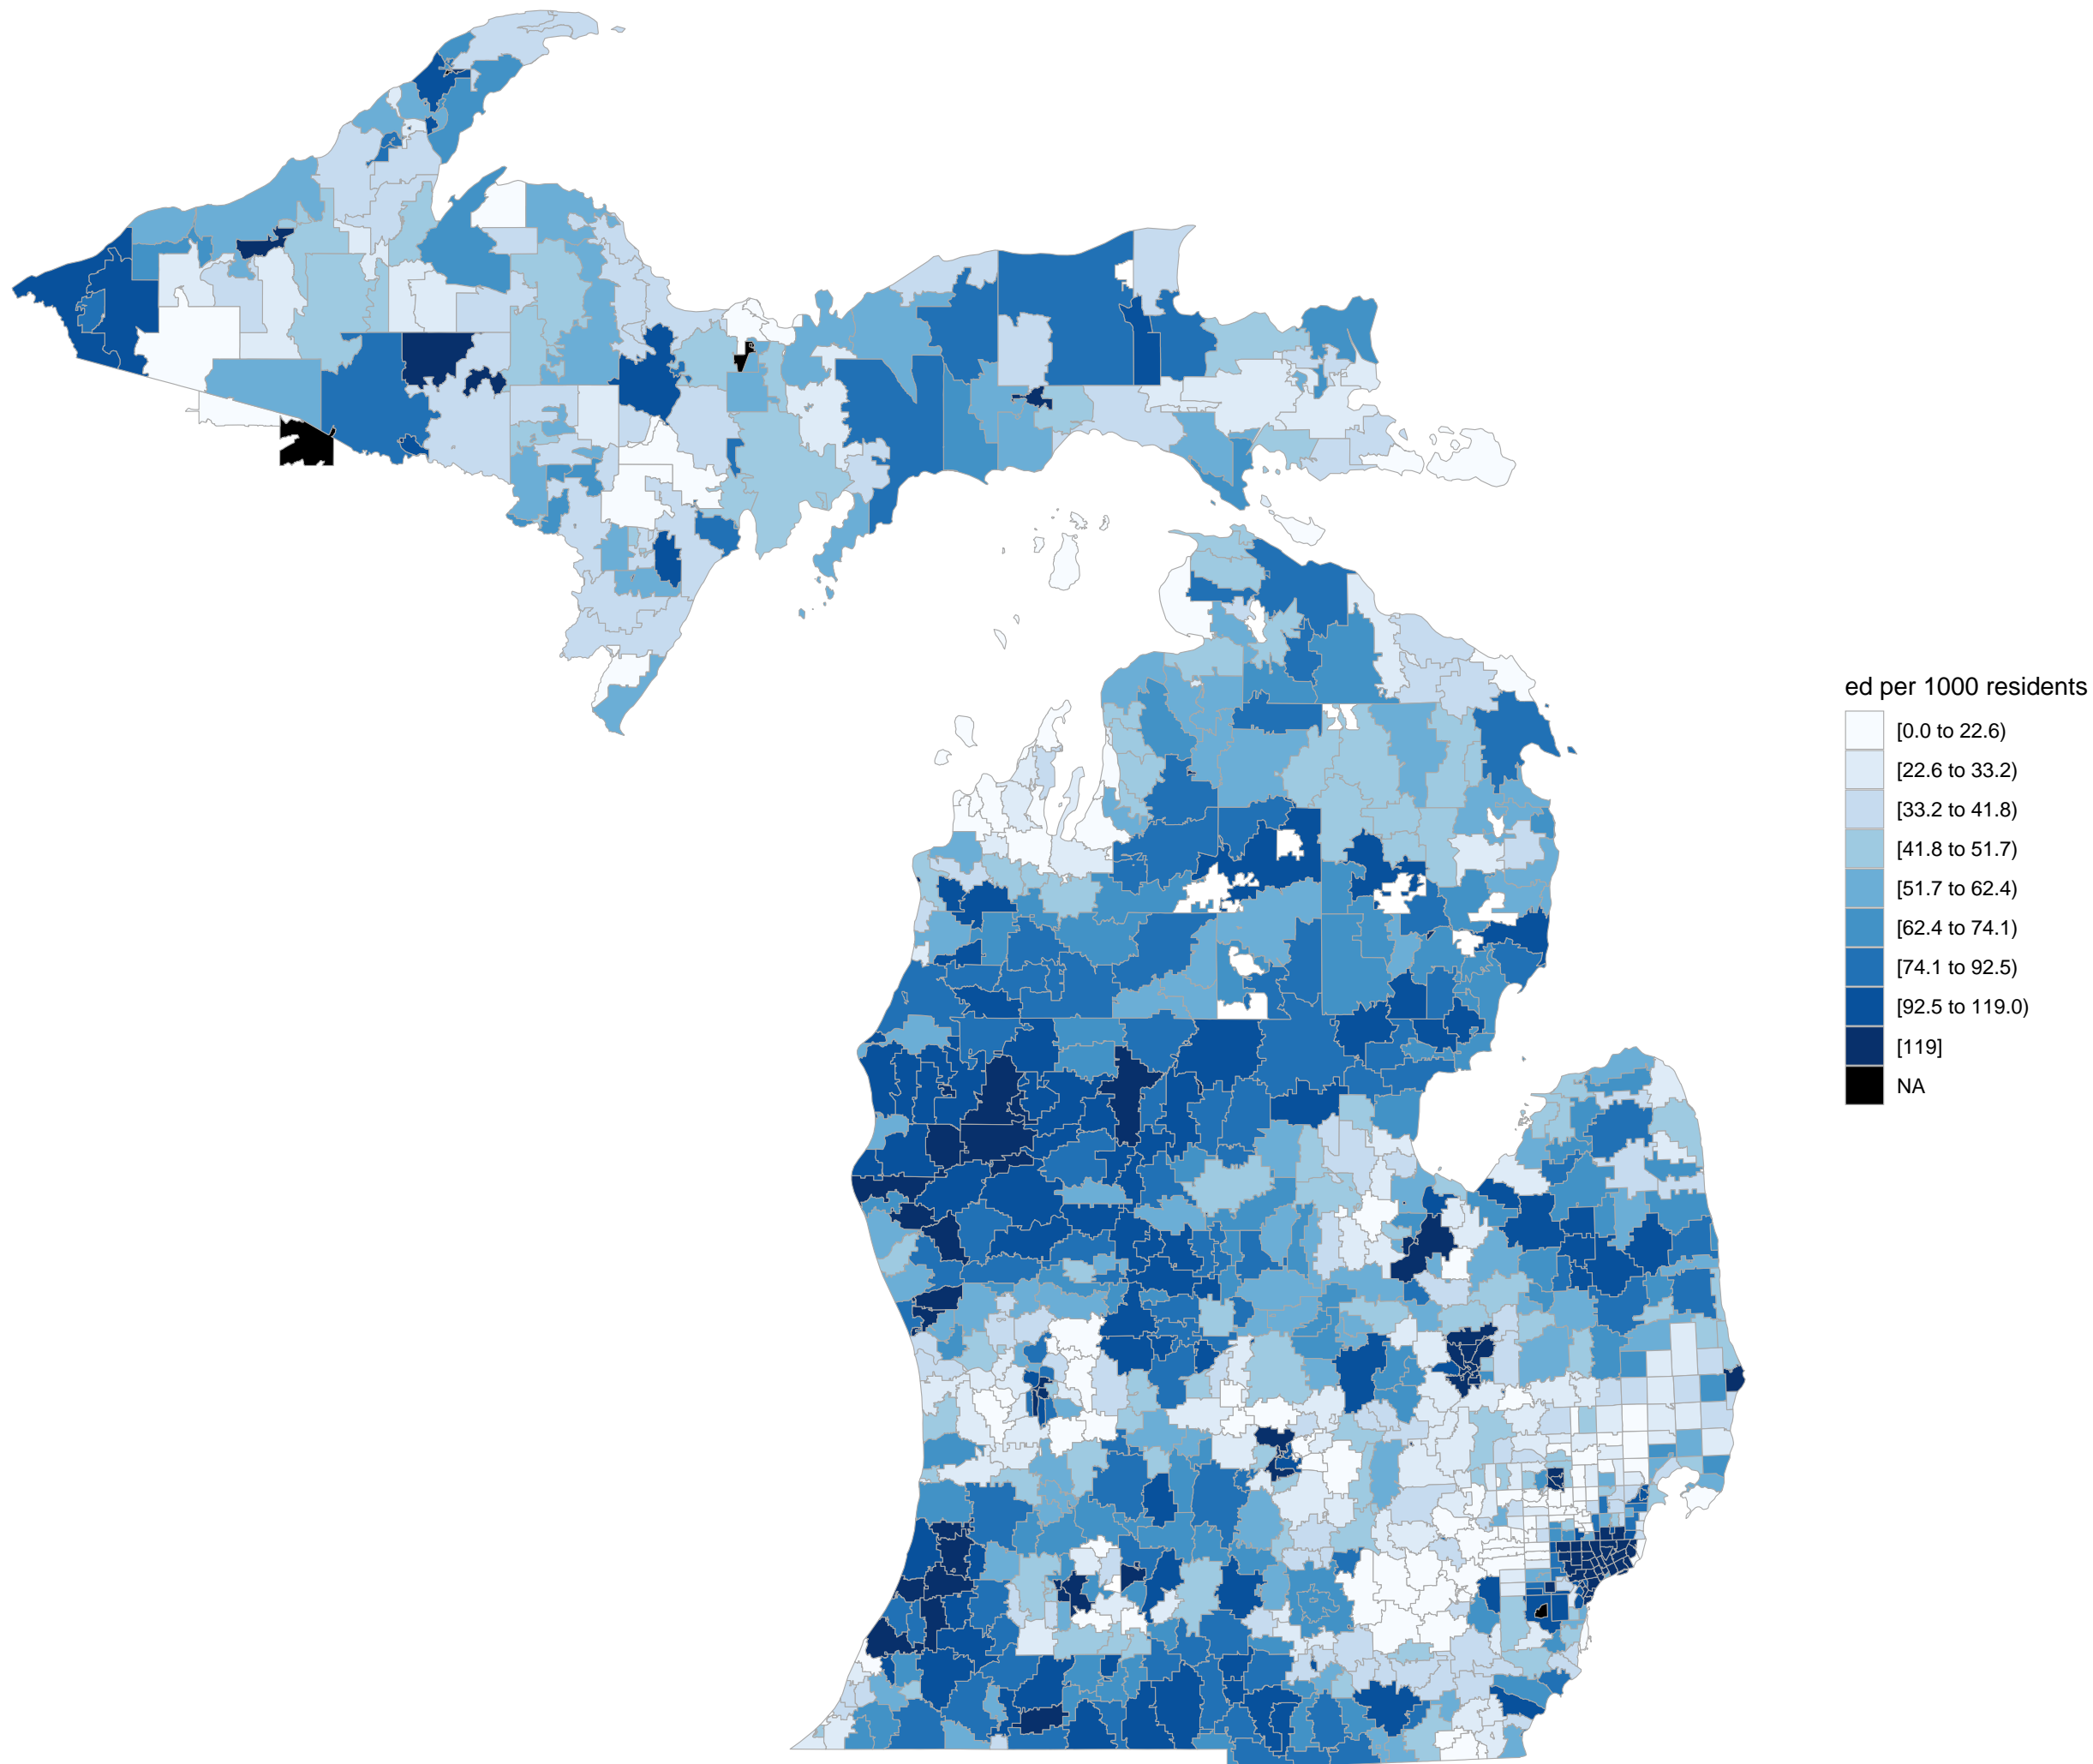 ed per 1000 residents
[0.0 to 22.6)
[22.6 to 33.2)
[33.2 to 41.8)
[41.8 to 51.7)
[51.7 to 62.4)
[62.4 to 74.1)
[74.1 to 92.5)
[92.5 to 119.0)
[119]
NA